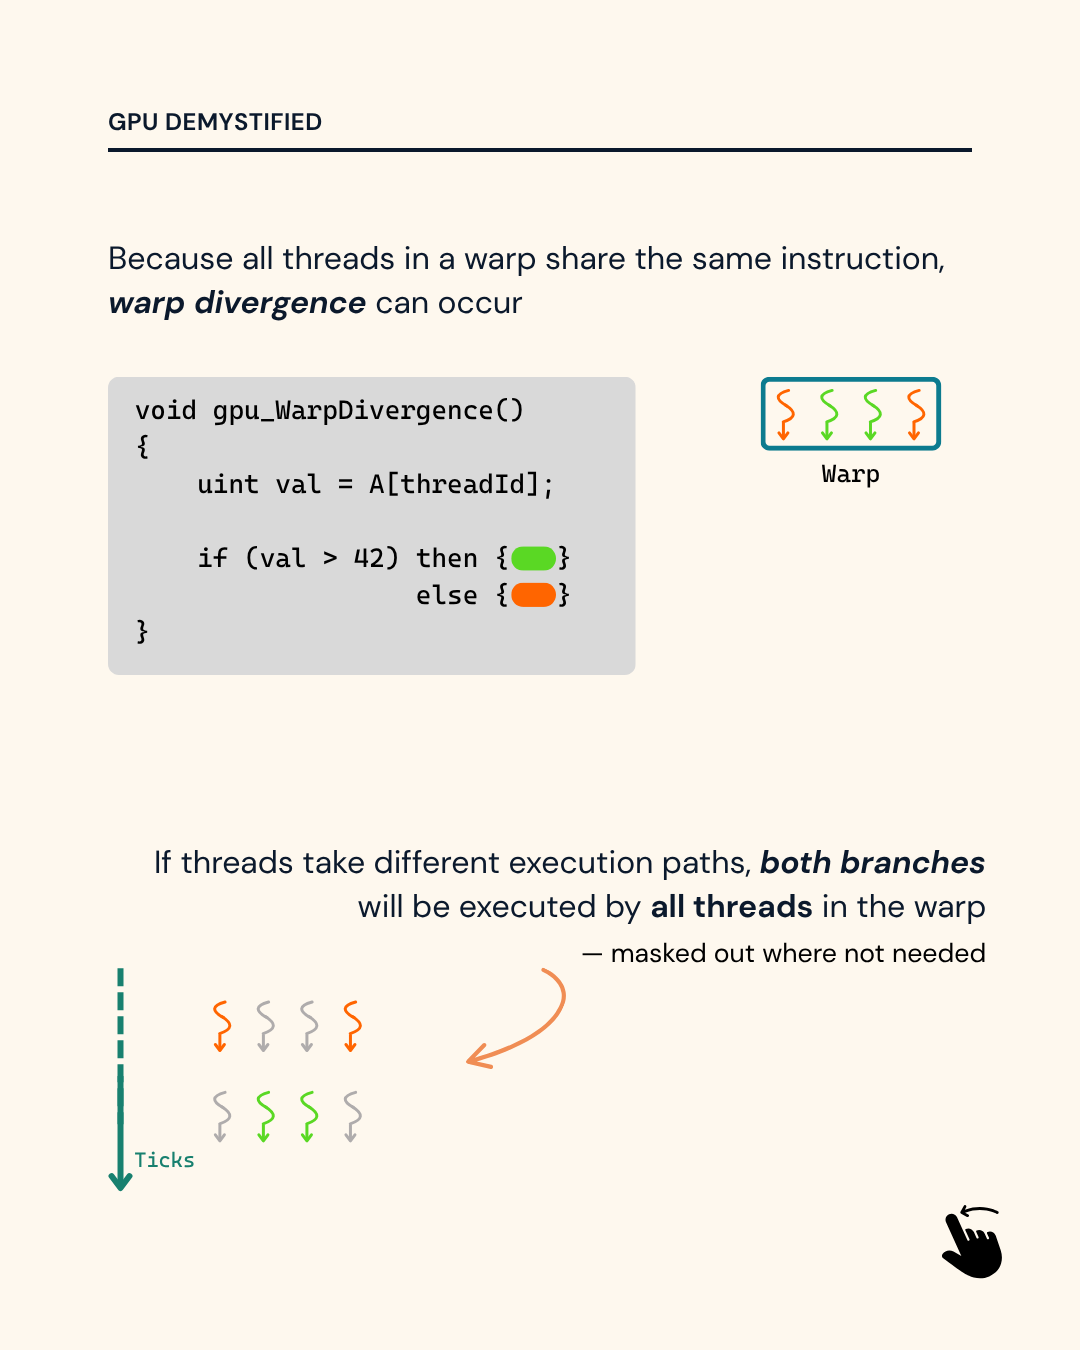 GPU DEMYSTIFIED
Because all threads in a warp share the same instruction,
warp divergence can occur
void gpu_WarpDivergence()
{
    uint val = A[threadId];
    if (val > 42) then {}
                  else {}
}
Warp
If threads take different execution paths, both branches
will be executed by all threads in the warp
— masked out where not needed
Ticks